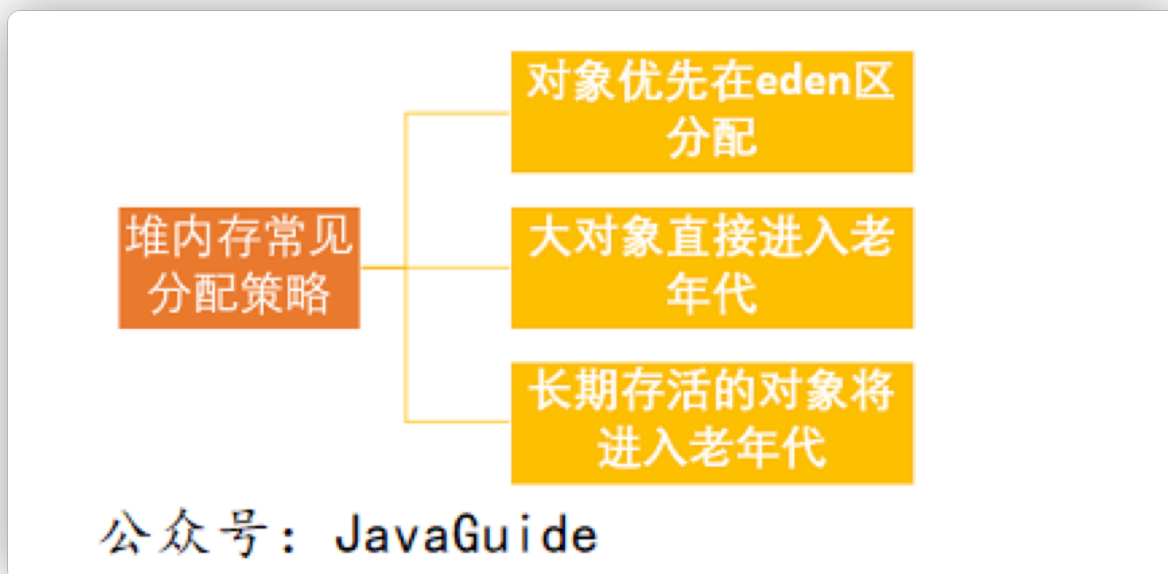 对象优先在eden区
分配
堆内存常见
分配策略
大对象直接进入老
年代
长期存活的对象将
进入老年代
公众号：JavaGuide